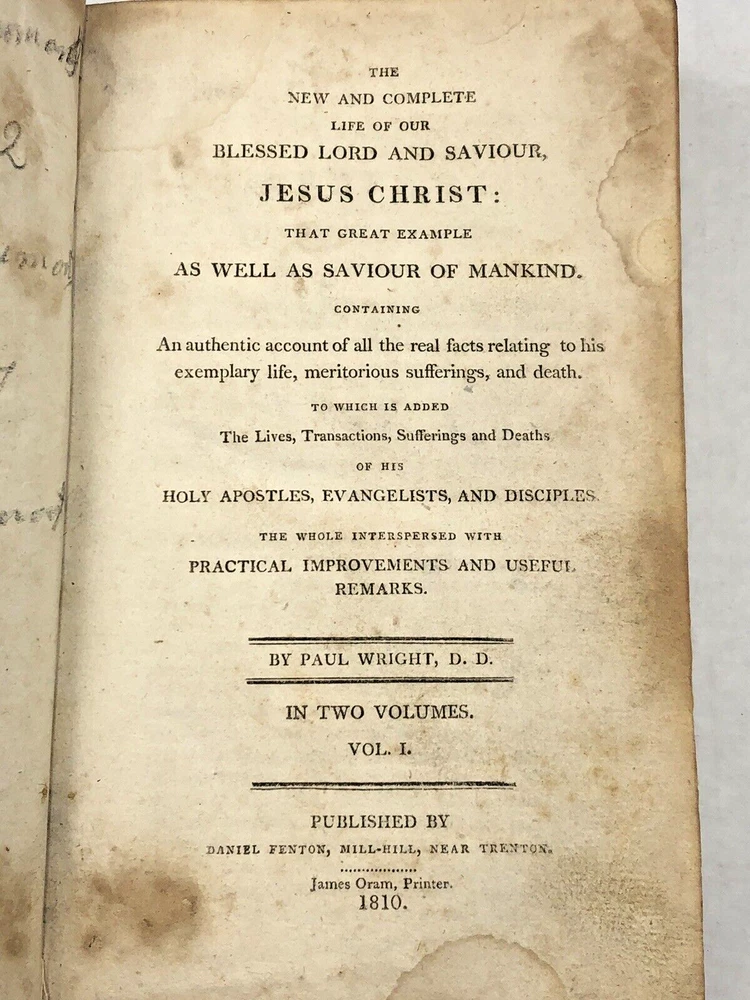 THE
NEW AND COMPLETE
LIFE OF OUR
BLESSED LORD AND SAVIOUR,
JESUS CHRIST:
THAT GREAT EXAMPLE
AS WELL AS SAVIOUR OF MANKIND.
CONTAINING
An authentic account of all the real facts relating to his
exemplary life, meritorious sufferings, and death.
TO WHICH IS ADDED
The Lives, Transactions, Sufferings and Deaths
OF HIS
HOLY APOSTLES, EVANGELISTS, AND DISCIPLES.
THE WHOLE INTERSPERSED WITH
PRACTICAL IMPROVEMENTS AND USEFUL
REMARKS.
BY PAUL WRIGHT, D. D.
IN TWO VOLUMES.
VOL. I.
PUBLISHED BY
DANIEL FENTON, MILL-HILL, NEAR TRENTON.
James Oram, Printer.
1810.